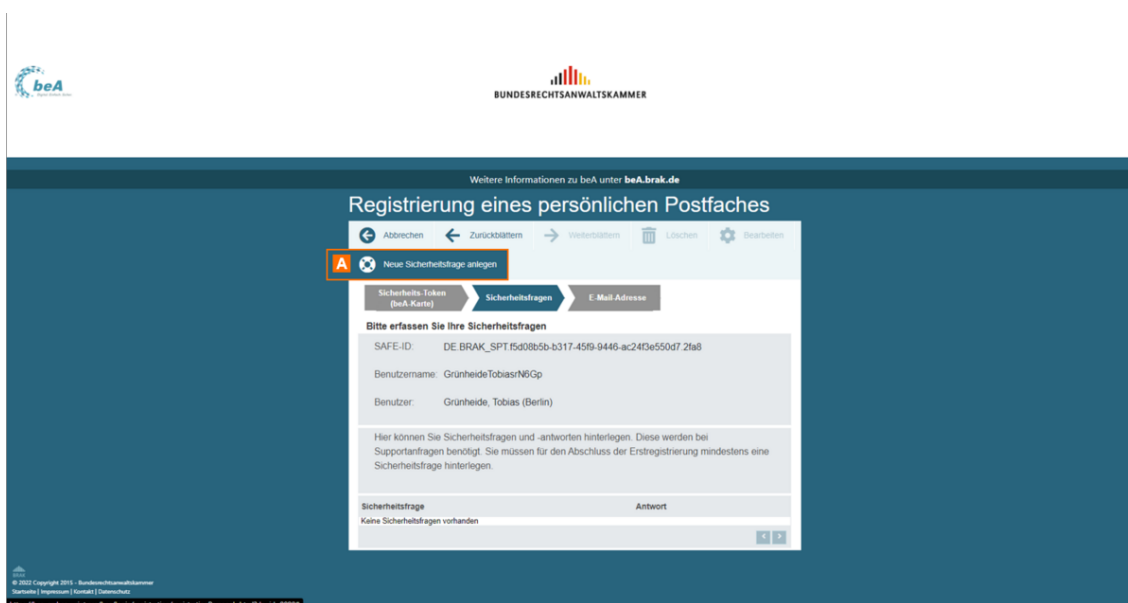 beA
BUNDESRECHTSANWALTSKAMMER
Weitere Informationen zu beA unter beA.brak.de
Registrierung eines persönlichen Postfaches
Abbrechen Zurückblättern Weiterblättern Löschen Bearbeiten
A Neue Sicherheitsfrage anlegen
Sicherheits-Token
(beA-Karte)
Sicherheitsfragen
E-Mail-Adresse
Bitte erfassen Sie Ihre Sicherheitsfragen
SAFE-ID: DE.BRAK_SPT.f5d08b5b-b317-45f9-9446-ac24f3e550d7.2fa8
Benutzername: GrünheideTobiasrN6Gp
Benutzer: Grünheide, Tobias (Berlin)
Hier können Sie Sicherheitsfragen und -antworten hinterlegen. Diese werden bei
Supportanfragen benötigt. Sie müssen für den Abschluss der Erstregistrierung mindestens eine
Sicherheitsfrage hinterlegen.
Sicherheitsfrage Antwort
Keine Sicherheitsfragen vorhanden
BRAK
© 2022 Copyright 2015 - Bundesrechtsanwaltskammer
Startseite | Impressum | Kontakt | Datenschutz